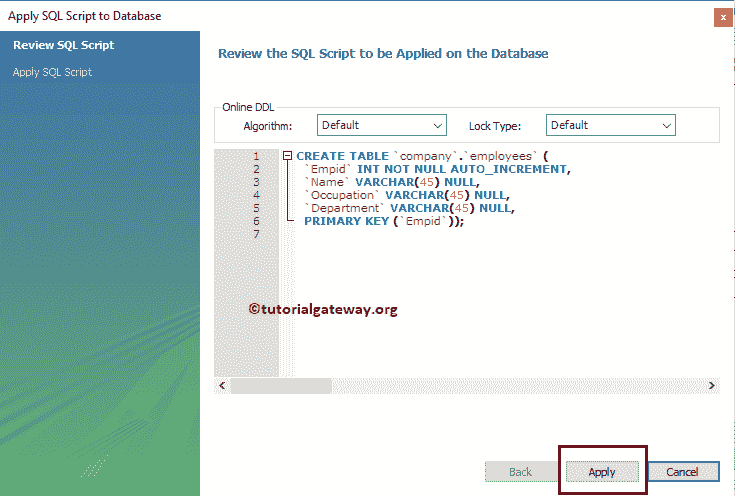 Apply SQL Script to Database
x
Review SQL Script
Apply SQL Script
Review the SQL Script to be Applied on the Database
Online DDL
Algorithm: Default Lock Type: Default
1 CREATE TABLE `company`.`employees` (
2 `Empid` INT NOT NULL AUTO_INCREMENT,
3 `Name` VARCHAR(45) NULL,
4 `Occupation` VARCHAR(45) NULL,
5 `Department` VARCHAR(45) NULL,
6 PRIMARY KEY (`Empid`));
7
©tutorialgateway.org
Back Apply Cancel